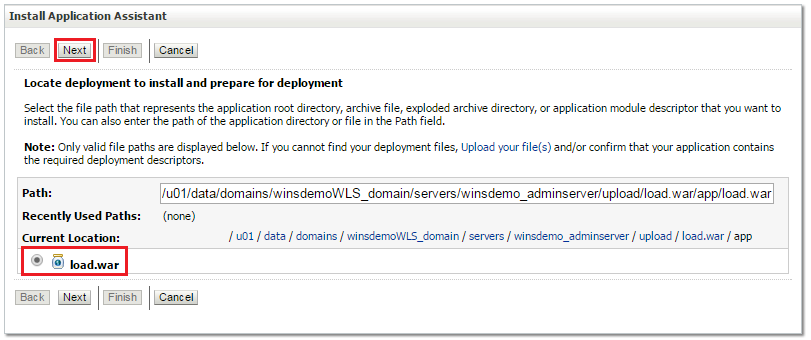 Install Application Assistant
Back Next Finish Cancel
Locate deployment to install and prepare for deployment
Select the file path that represents the application root directory, archive file, exploded archive directory, or application module descriptor that you want to
install. You can also enter the path of the application directory or file in the Path field.
Note: Only valid file paths are displayed below. If you cannot find your deployment files, Upload your file(s) and/or confirm that your application contains
the required deployment descriptors.
Path: /u01/data/domains/winsdemoWLS_domain/servers/winsdemo_adminserver/upload/load.war/app/load.war
Recently Used Paths: (none)
Current Location: / u01 / data / domains / winsdemoWLS_domain / servers / winsdemo_adminserver / upload / load.war / app
load.war
Back Next Finish Cancel